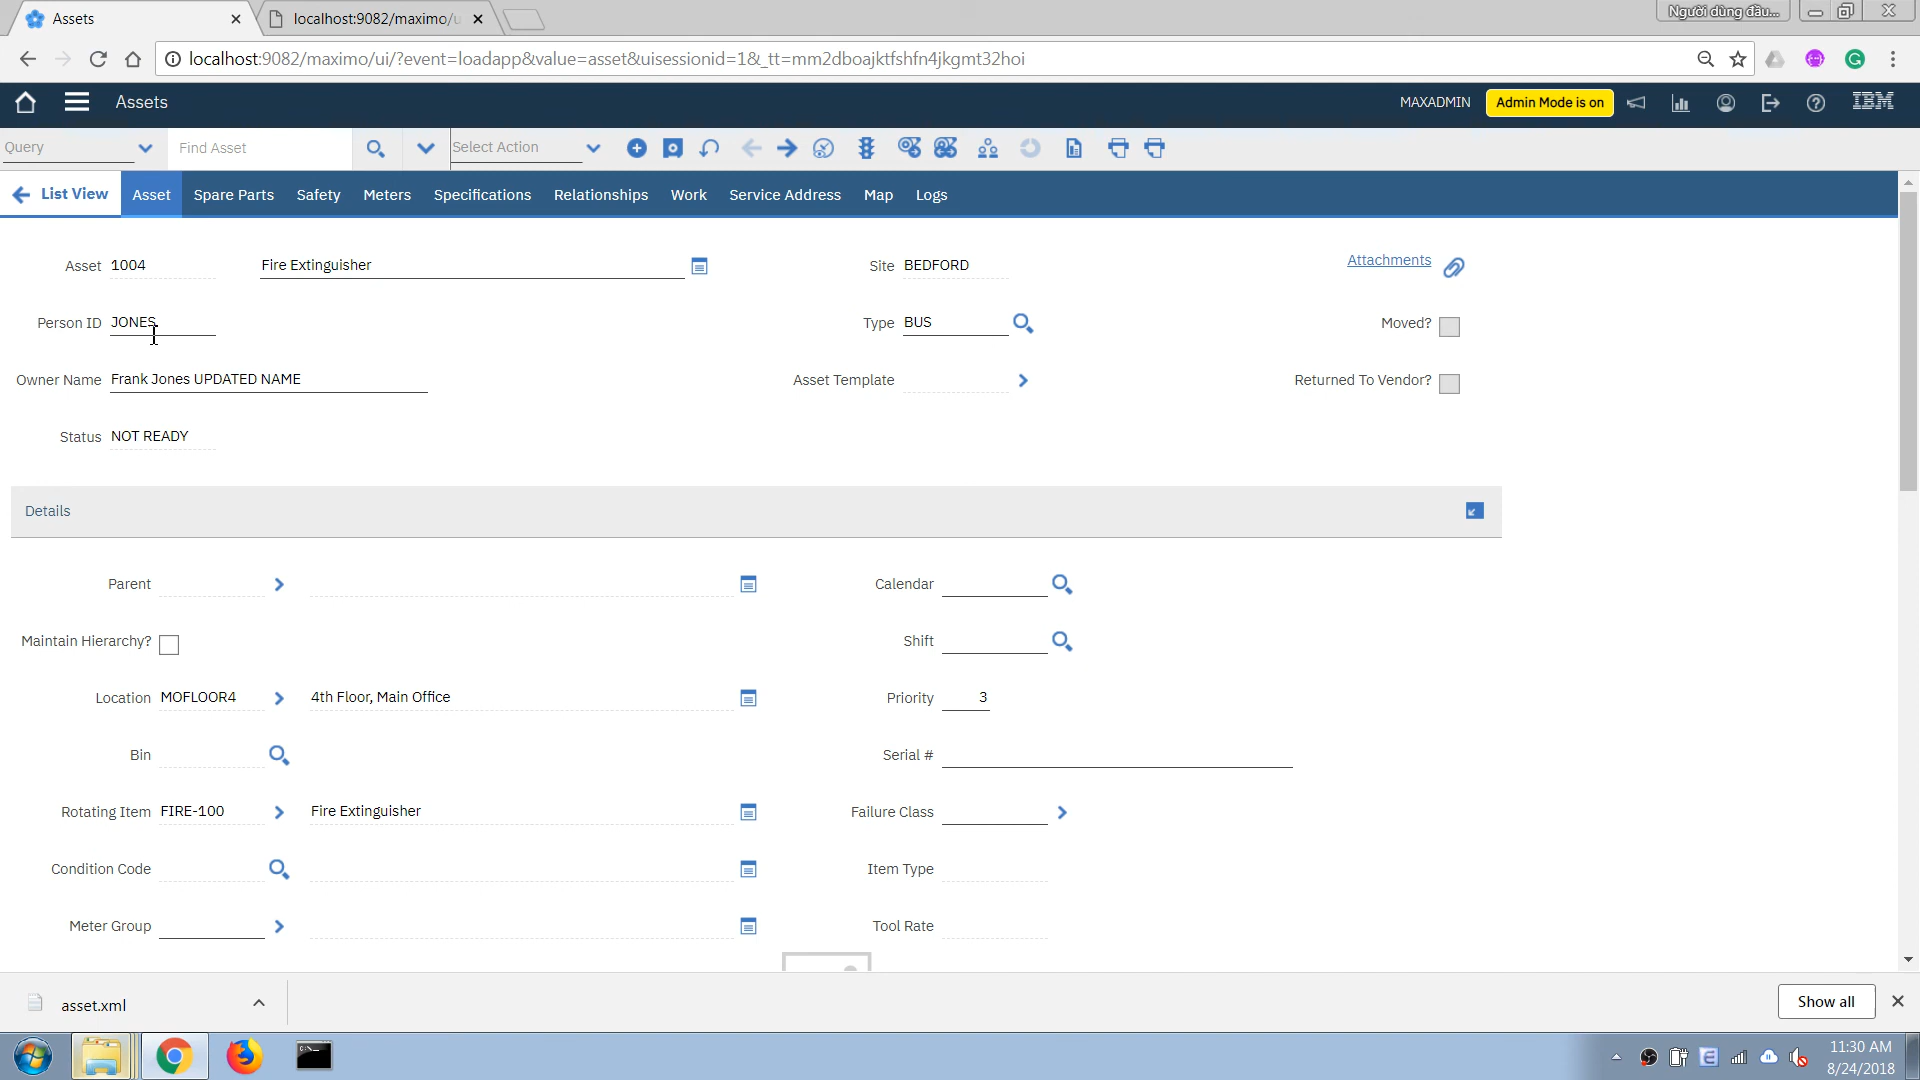 Assets
localhost:9082/maximo/u
Người dùng đầu...
localhost:9082/maximo/ui/?event=loadapp&value=asset&uisessionid=1&_tt=mm2dboajktfshfn4jkgmt32hoi
Assets
MAXADMIN
Admin Mode is on
IBM
Query
Find Asset
Select Action
List View
Asset
Spare Parts
Safety
Meters
Specifications
Relationships
Work
Service Address
Map
Logs
Asset 1004 Fire Extinguisher
Site BEDFORD
Attachments
Person ID JONES
Type BUS
Moved?
Owner Name Frank Jones UPDATED NAME
Asset Template
Returned To Vendor?
Status NOT READY
Details
Parent
Calendar
Maintain Hierarchy?
Shift
Location MOFLOOR4 4th Floor, Main Office
Priority 3
Bin
Serial #
Rotating Item FIRE-100 Fire Extinguisher
Failure Class
Condition Code
Item Type
Meter Group
Tool Rate
asset.xml
Show all
11:30 AM
8/24/2018